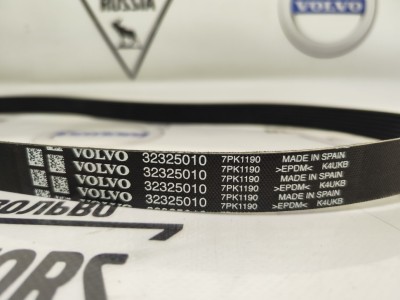 RUSSIA
VOLVO
VOLVO 32325010 7PK1190 MADE IN SPAIN >EPDM< K4UKB
VOLVO 32325010 7PK1190 MADE IN SPAIN >EPDM< K4UKB
VOLVO 32325010 7PK1190 MADE IN SPAIN >EPDM< K4UKB
VOLVO 32325010 7PK1190 MADE IN SPAIN >EPDM< K4UKB
ВОЛЬВО